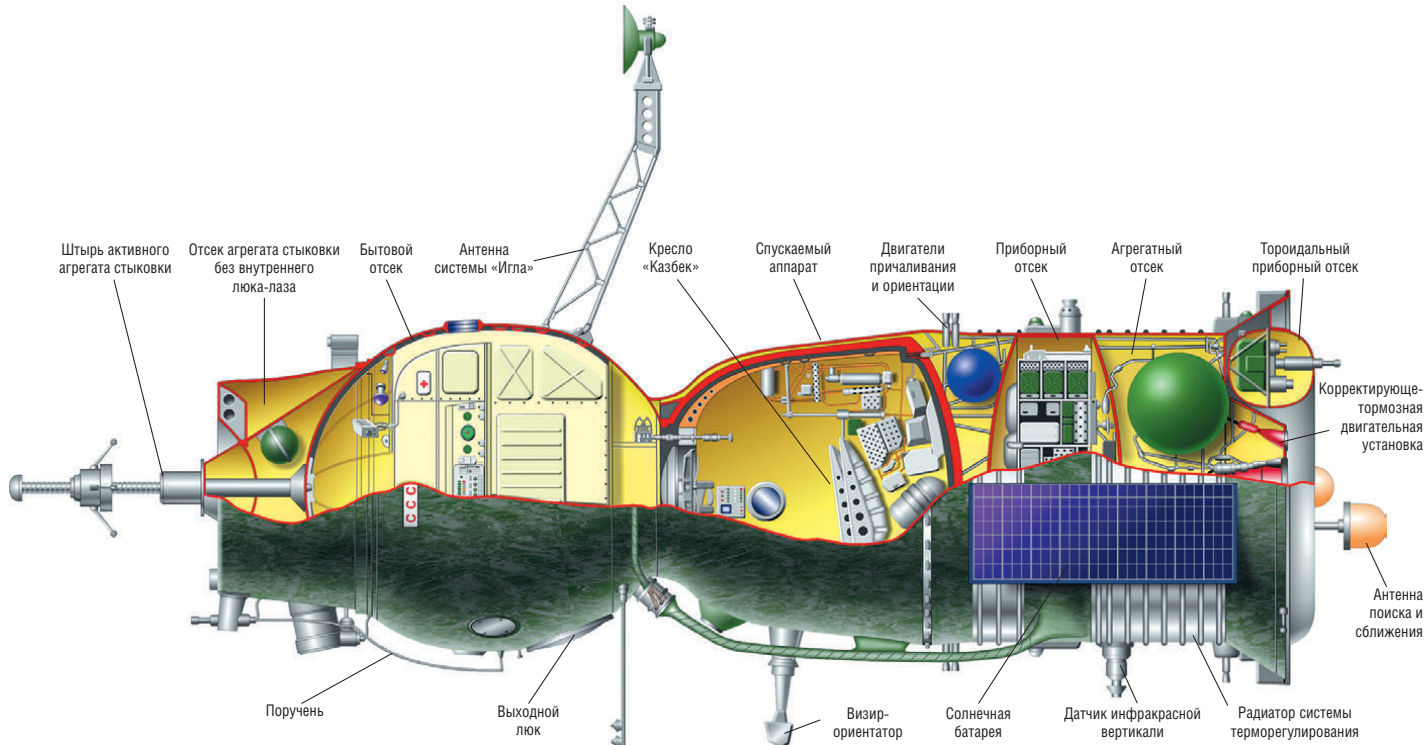 Штырь активного
агрегата стыковки
Отсек агрегата стыковки
без внутреннего
люка-лаза
Бытовой
отсек
Антенна
системы «Игла»
Кресло
«Казбек»
Спускаемый
аппарат
Двигатели
причаливания
и ориентации
Приборный
отсек
Агрегатный
отсек
Тороидальный
приборный отсек
Корректирующе-
тормозная
двигательная
установка
СССС
Антенна
поиска и
сближения
Поручень
Выходной
люк
Визир-
ориентатор
Солнечная
батарея
Датчик инфракрасной
вертикали
Радиатор системы
терморегулирования